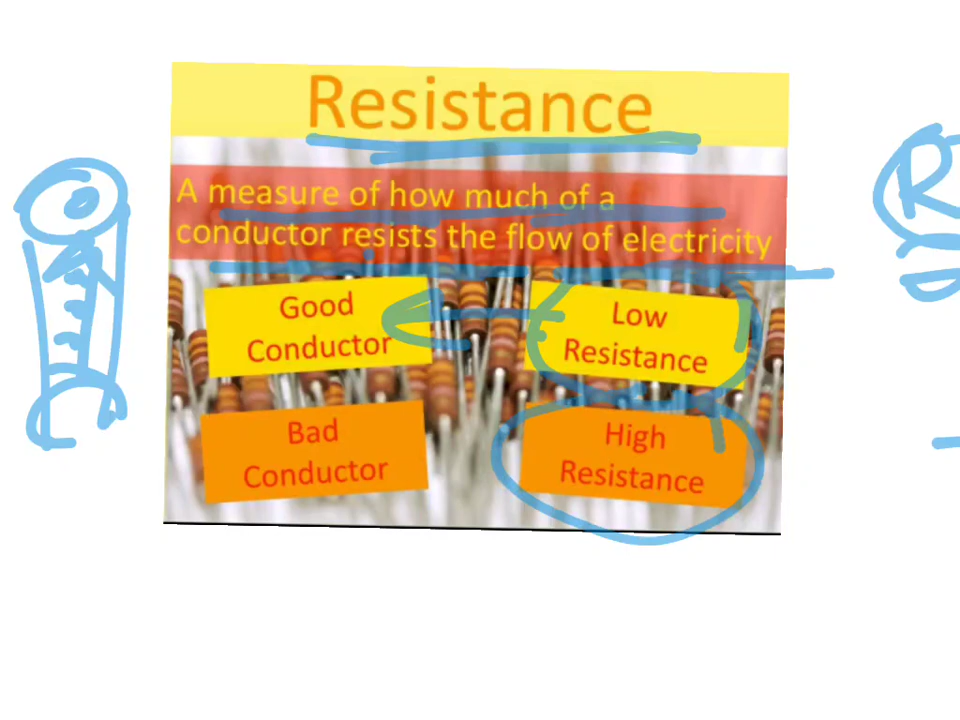 Resistance
A measure of how much of a
conductor resists the flow of electricity
Good
Conductor
Low
Resistance
Bad
Conductor
High
Resistance
R